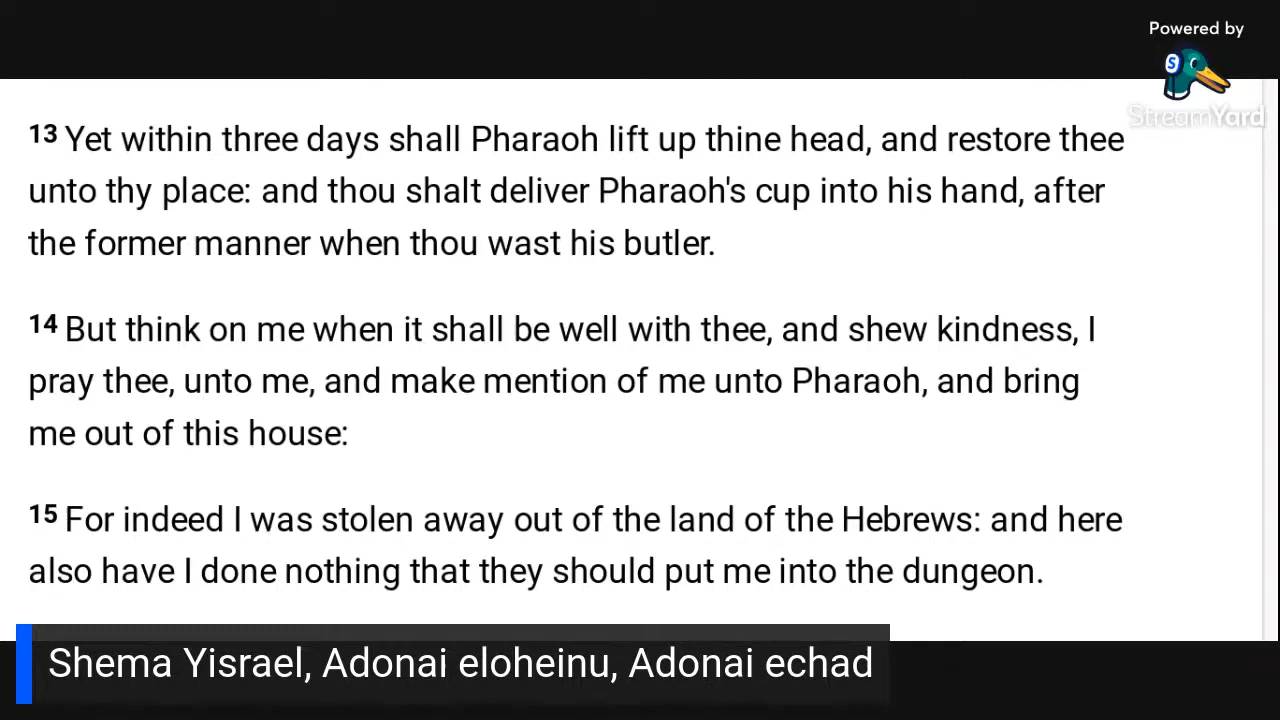 Powered by
S
StreamYard
13 Yet within three days shall Pharaoh lift up thine head, and restore thee
unto thy place: and thou shalt deliver Pharaoh's cup into his hand, after
the former manner when thou wast his butler.
14 But think on me when it shall be well with thee, and shew kindness, I
pray thee, unto me, and make mention of me unto Pharaoh, and bring
me out of this house:
15 For indeed I was stolen away out of the land of the Hebrews: and here
also have I done nothing that they should put me into the dungeon.
Shema Yisrael, Adonai eloheinu, Adonai echad